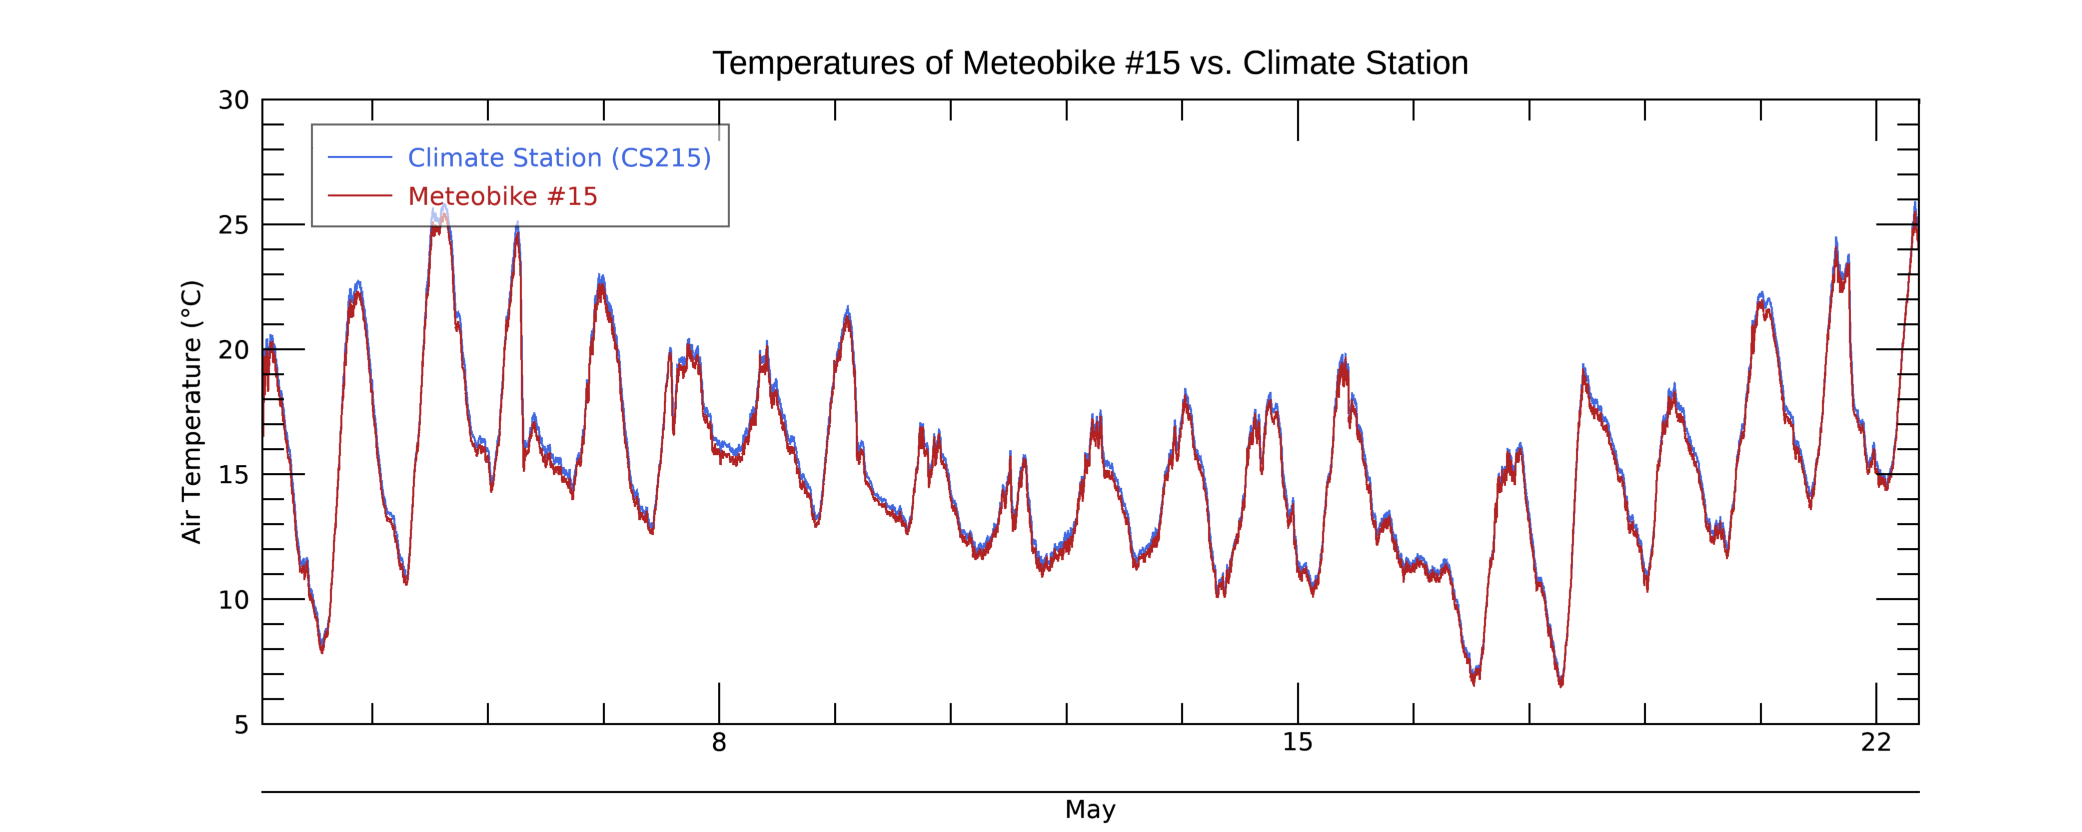 Temperatures of Meteobike #15 vs. Climate Station
30
Climate Station (CS215)
Meteobike #15
25
20
15
10
5
Air Temperature (°C)
8
15
22
May